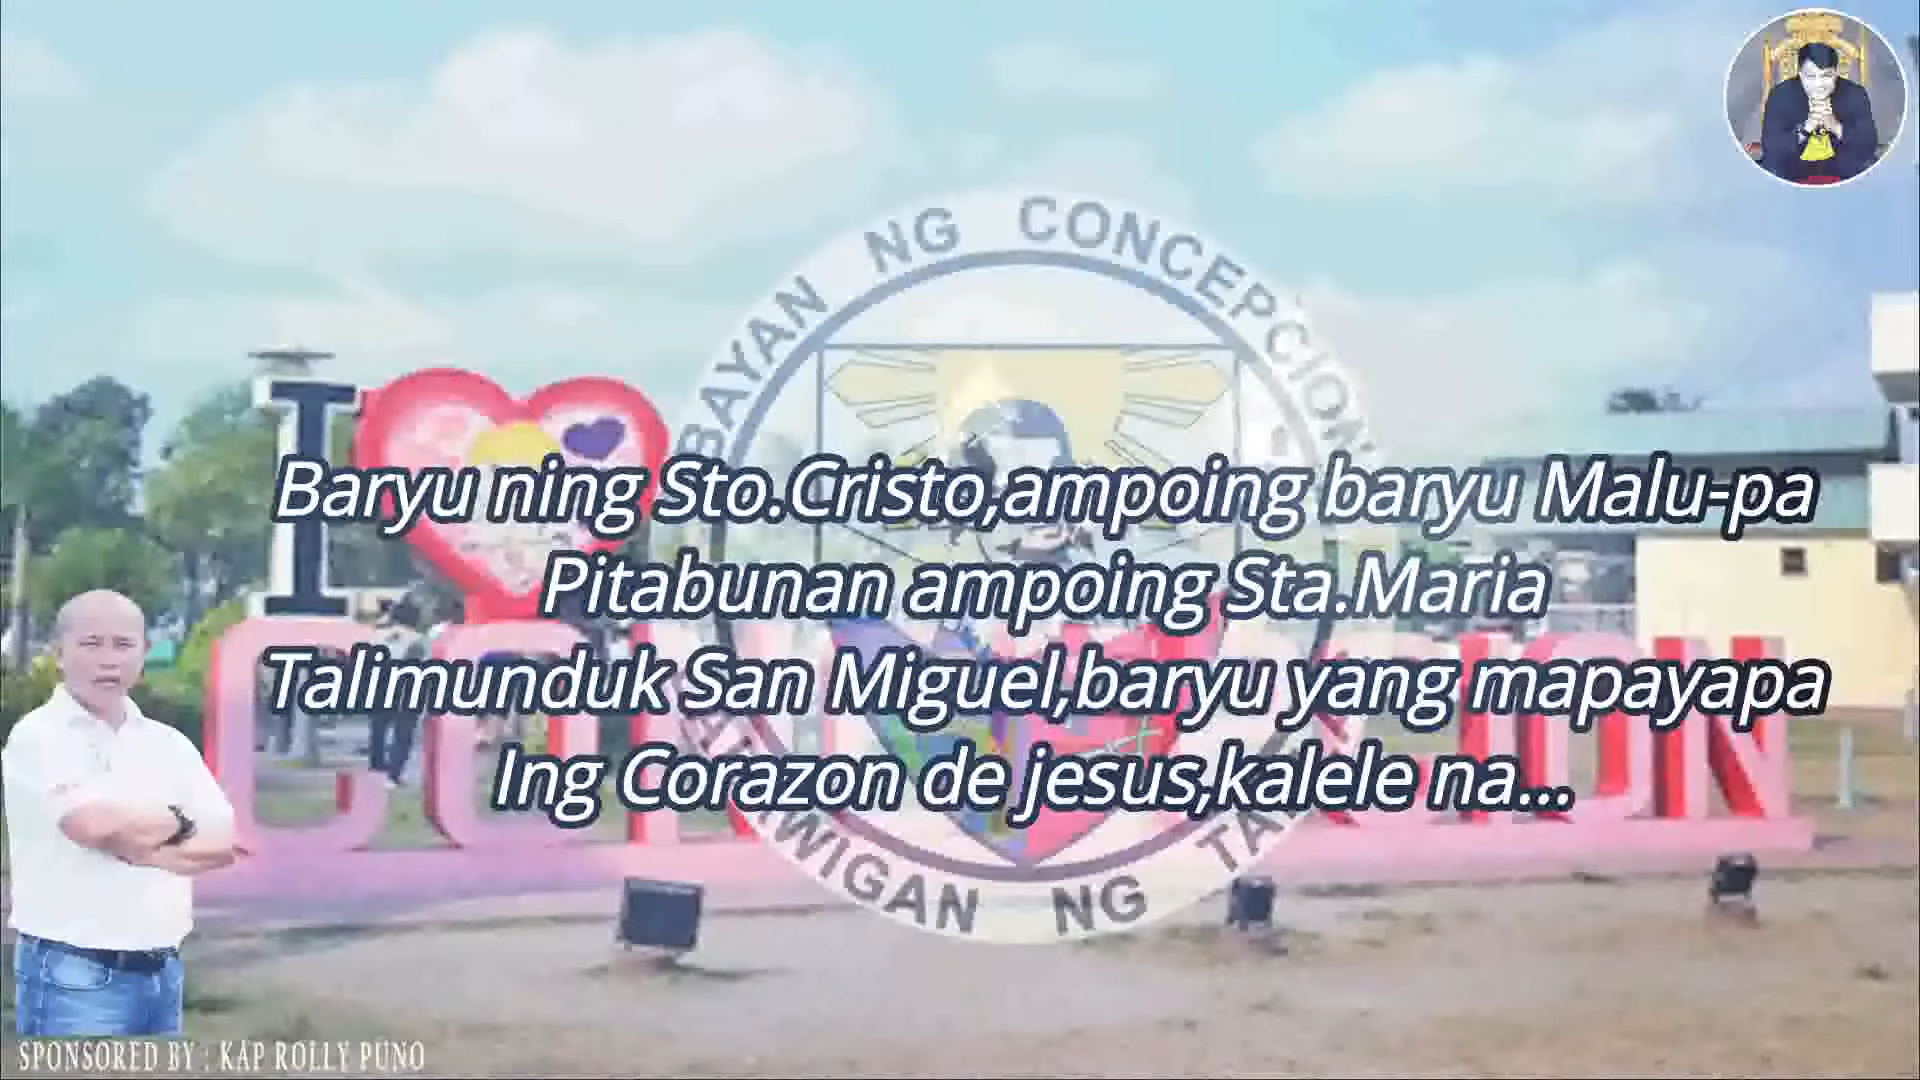 BAYAN NG CONCEPCION
I
Baryu ning Sto.Cristo,ampoing baryu Malu-pa
Pitabunan ampoing Sta.Maria
Talimunduk San Miguel,baryu yang mapayapa
Ing Corazon de jesus,kalele na...
NG
SPONSORED BY : KAP ROLLY PUNO